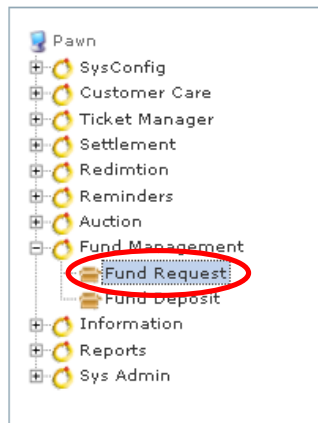 Pawn
SysConfig
Customer Care
Ticket Manager
Settlement
Redimtion
Reminders
Auction
Fund Management
Fund Request
Fund Deposit
Information
Reports
Sys Admin